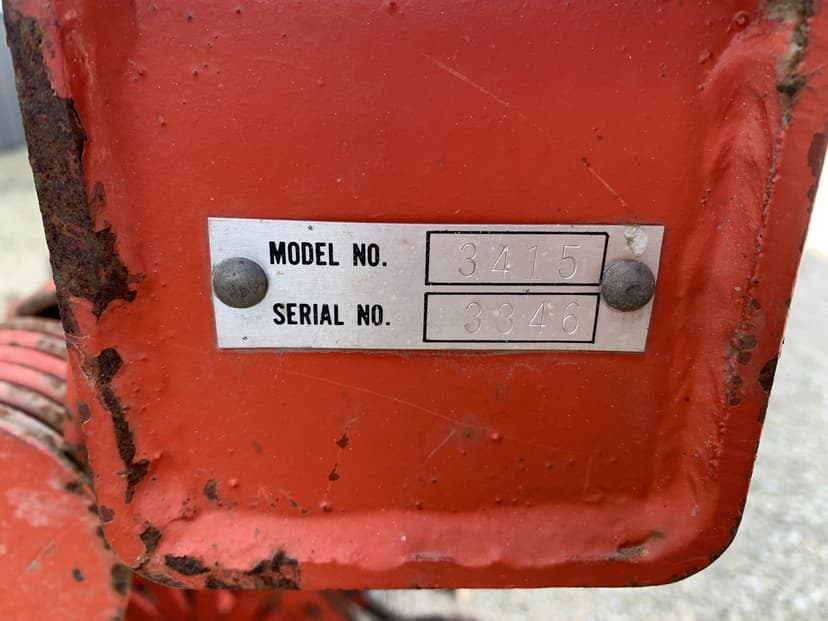 MODEL NO. 3415
SERIAL NO. 3346